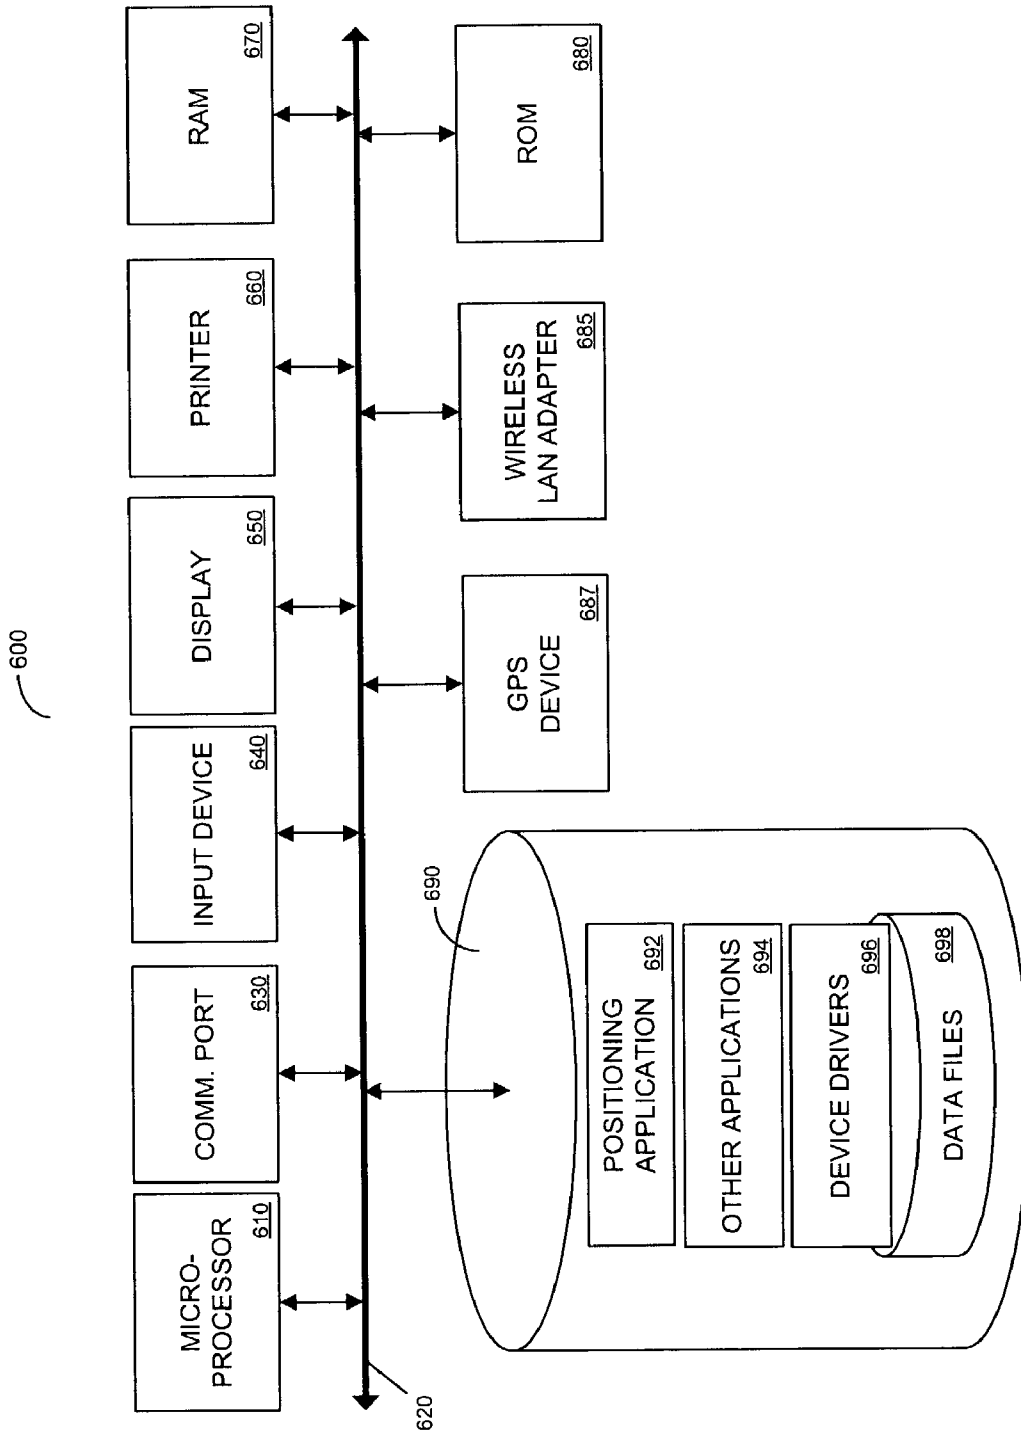 600
MICRO-
PROCESSOR
610
COMM. PORT
630
INPUT DEVICE
640
DISPLAY
650
PRINTER
660
RAM
670
620
690
POSITIONING
APPLICATION
692
OTHER APPLICATIONS
694
DEVICE DRIVERS
696
DATA FILES
698
GPS
DEVICE
687
WIRELESS
LAN ADAPTER
685
ROM
680